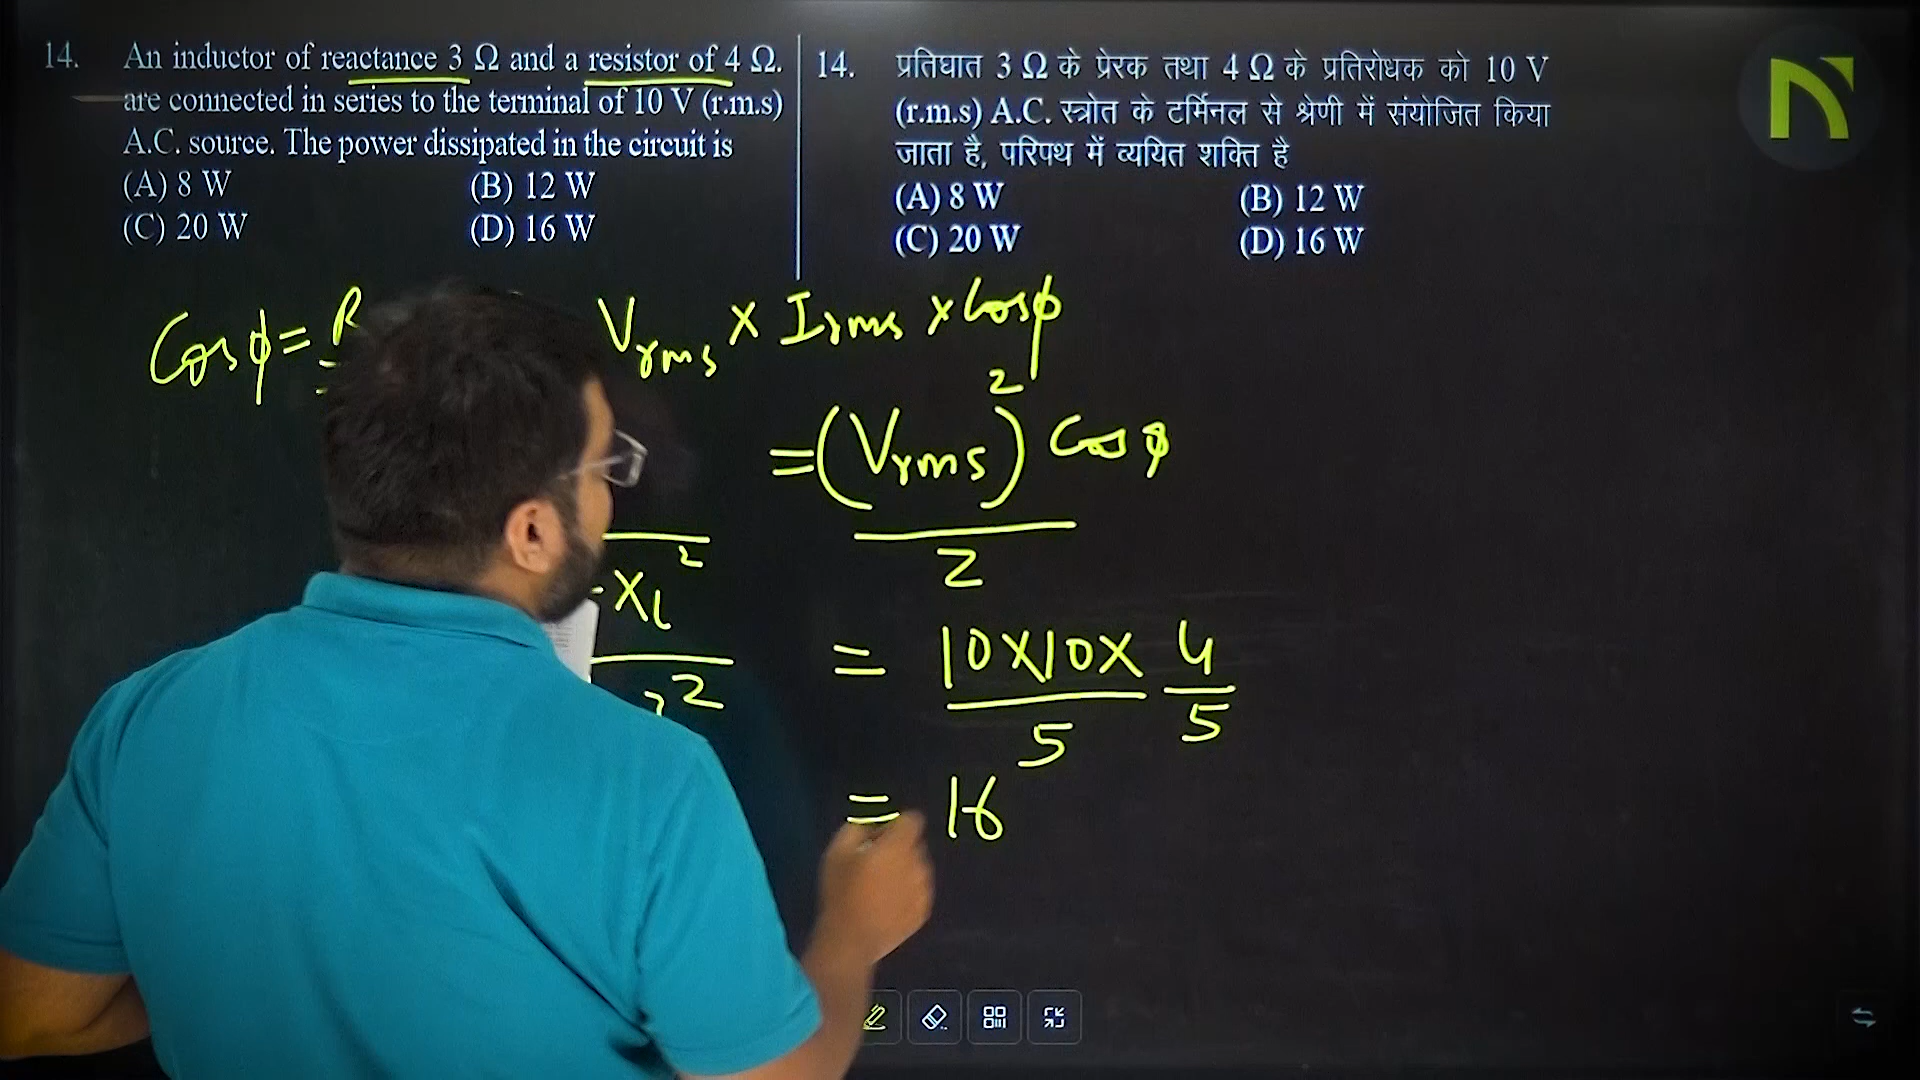 14. An inductor of reactance 3 Ω and a resistor of 4 Ω.
are connected in series to the terminal of 10 V (r.m.s)
A.C. source. The power dissipated in the circuit is
(A) 8 W (B) 12 W
(C) 20 W (D) 16 W
14. प्रतिघात 3 Ω के प्रेरक तथा 4 Ω के प्रतिरोधक को 10 V
(r.m.s) A.C. स्त्रोत के टर्मिनल से श्रेणी में संयोजित किया
जाता है, परिपथ में व्ययित शक्ति है
(A) 8 W (B) 12 W
(C) 20 W (D) 16 W
Cosφ = R
Vrms × Irms × Cosφ
= (Vrms)² Cosφ
Z
XL²
2
= 10×10× 4
5 5
= 16